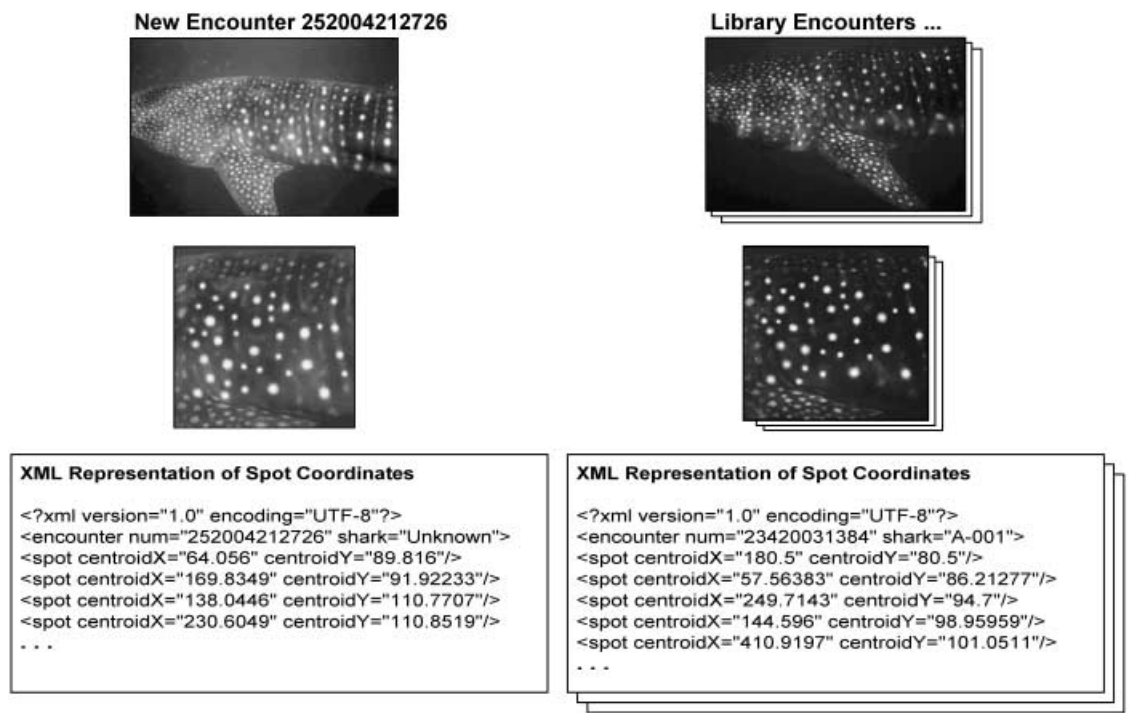 New Encounter 252004212726
Library Encounters ...
XML Representation of Spot Coordinates
<?xml version="1.0" encoding="UTF-8"?>
<encounter num="252004212726" shark="Unknown">
<spot centroidX="64.056" centroidY="89.816"/>
<spot centroidX="169.8349" centroidY="91.92233"/>
<spot centroidX="138.0446" centroidY="110.7707"/>
<spot centroidX="230.6049" centroidY="110.8519"/>
. . .
XML Representation of Spot Coordinates
<?xml version="1.0" encoding="UTF-8"?>
<encounter num="23420031384" shark="A-001">
<spot centroidX="180.5" centroidY="80.5"/>
<spot centroidX="57.56383" centroidY="86.21277"/>
<spot centroidX="249.7143" centroidY="94.7"/>
<spot centroidX="144.596" centroidY="98.95959"/>
<spot centroidX="410.9197" centroidY="101.0511"/>
. . .